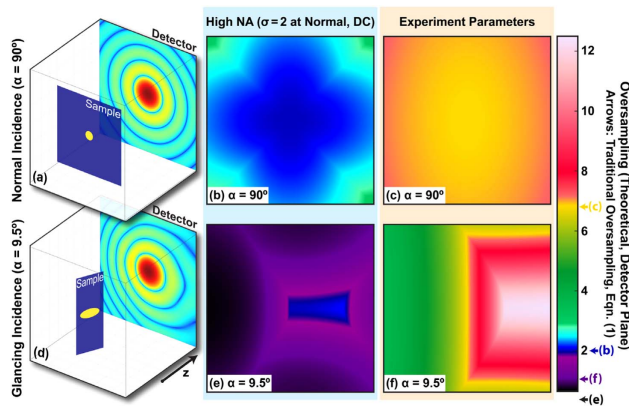 High NA (σ = 2 at Normal, DC)
Experiment Parameters
Normal Incidence (α = 90º)
Detector
Sample
(a)
(b) α = 90º
(c) α = 90º
Glancing Incidence (α = 9.5º)
Detector
Sample
(d)
z
(e) α = 9.5º
(f) α = 9.5º
12
10
8
6
4
2
(c)
(b)
(f)
(e)
Oversampling (Theoretical, Detector Plane)
Arrows: Traditional Oversampling, Eqn. (1)